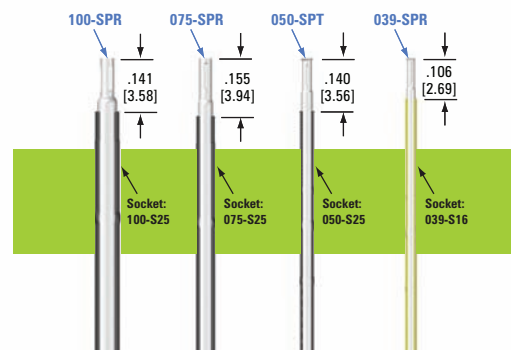 100-SPR 075-SPR 050-SPT 039-SPR
.141 .155 .140 .106
[3.58] [3.94] [3.56] [2.69]
Socket: Socket: Socket: Socket:
100-S25 075-S25 050-S25 039-S16